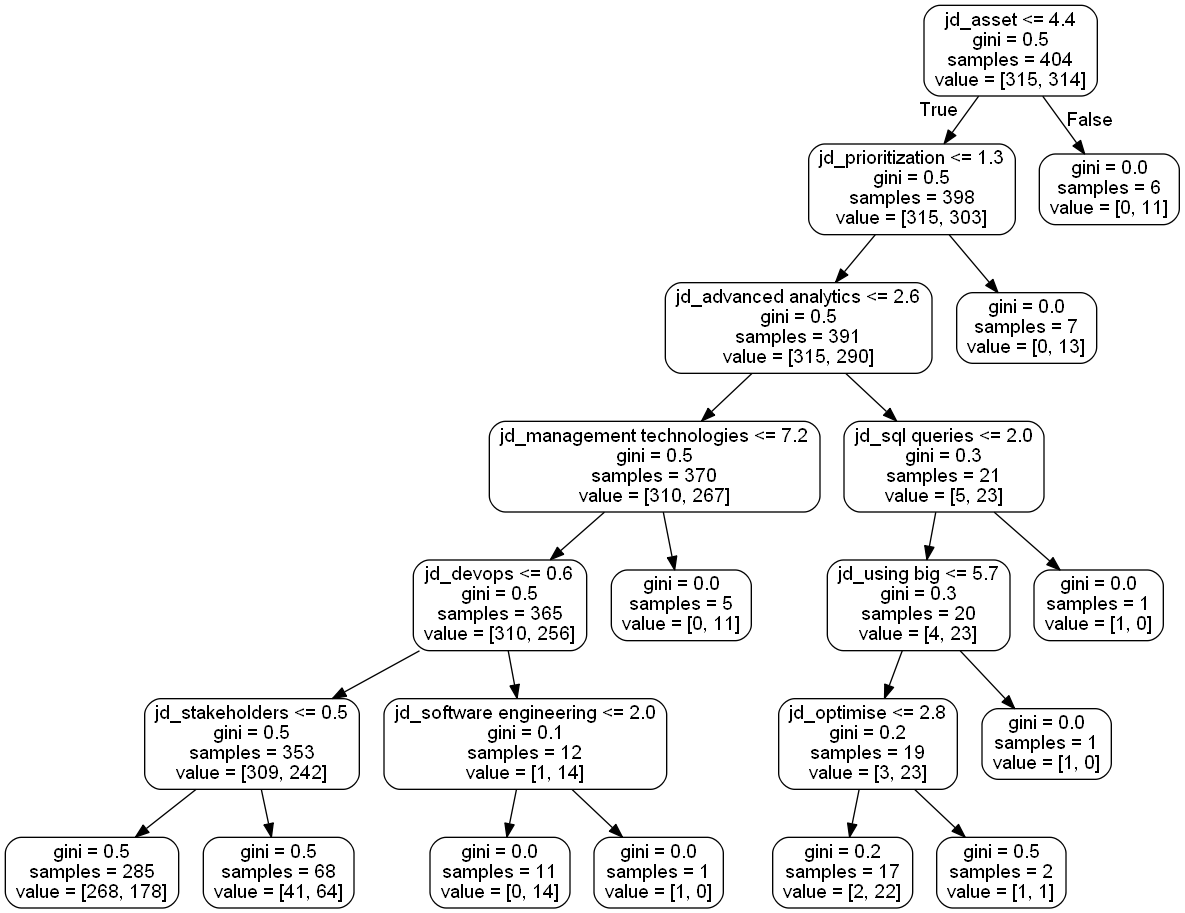 jd_asset <= 4.4
gini = 0.5
samples = 404
value = [315, 314]
True
False
jd_prioritization <= 1.3
gini = 0.5
samples = 398
value = [315, 303]
gini = 0.0
samples = 6
value = [0, 11]
jd_advanced analytics <= 2.6
gini = 0.5
samples = 391
value = [315, 290]
gini = 0.0
samples = 7
value = [0, 13]
jd_management technologies <= 7.2
gini = 0.5
samples = 370
value = [310, 267]
jd_sql queries <= 2.0
gini = 0.3
samples = 21
value = [5, 23]
jd_devops <= 0.6
gini = 0.5
samples = 365
value = [310, 256]
gini = 0.0
samples = 5
value = [0, 11]
jd_using big <= 5.7
gini = 0.3
samples = 20
value = [4, 23]
gini = 0.0
samples = 1
value = [1, 0]
jd_stakeholders <= 0.5
gini = 0.5
samples = 353
value = [309, 242]
jd_software engineering <= 2.0
gini = 0.1
samples = 12
value = [1, 14]
jd_optimise <= 2.8
gini = 0.2
samples = 19
value = [3, 23]
gini = 0.0
samples = 1
value = [1, 0]
gini = 0.5
samples = 285
value = [268, 178]
gini = 0.5
samples = 68
value = [41, 64]
gini = 0.0
samples = 11
value = [0, 14]
gini = 0.0
samples = 1
value = [1, 0]
gini = 0.2
samples = 17
value = [2, 22]
gini = 0.5
samples = 2
value = [1, 1]